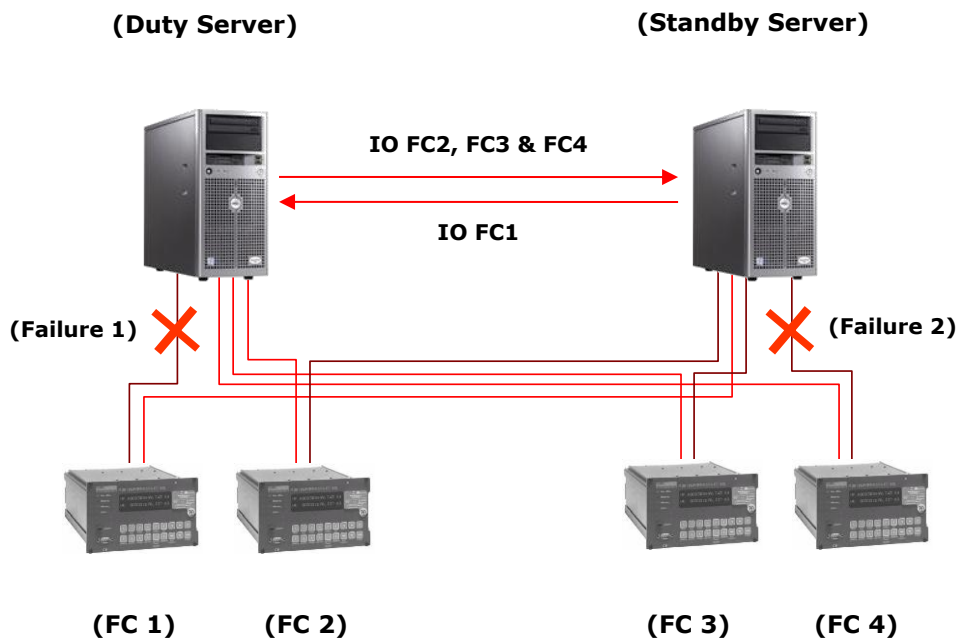 (Duty Server)
(Standby Server)
IO FC2, FC3 & FC4
IO FC1
(Failure 1)
(Failure 2)
(FC 1)
(FC 2)
(FC 3)
(FC 4)